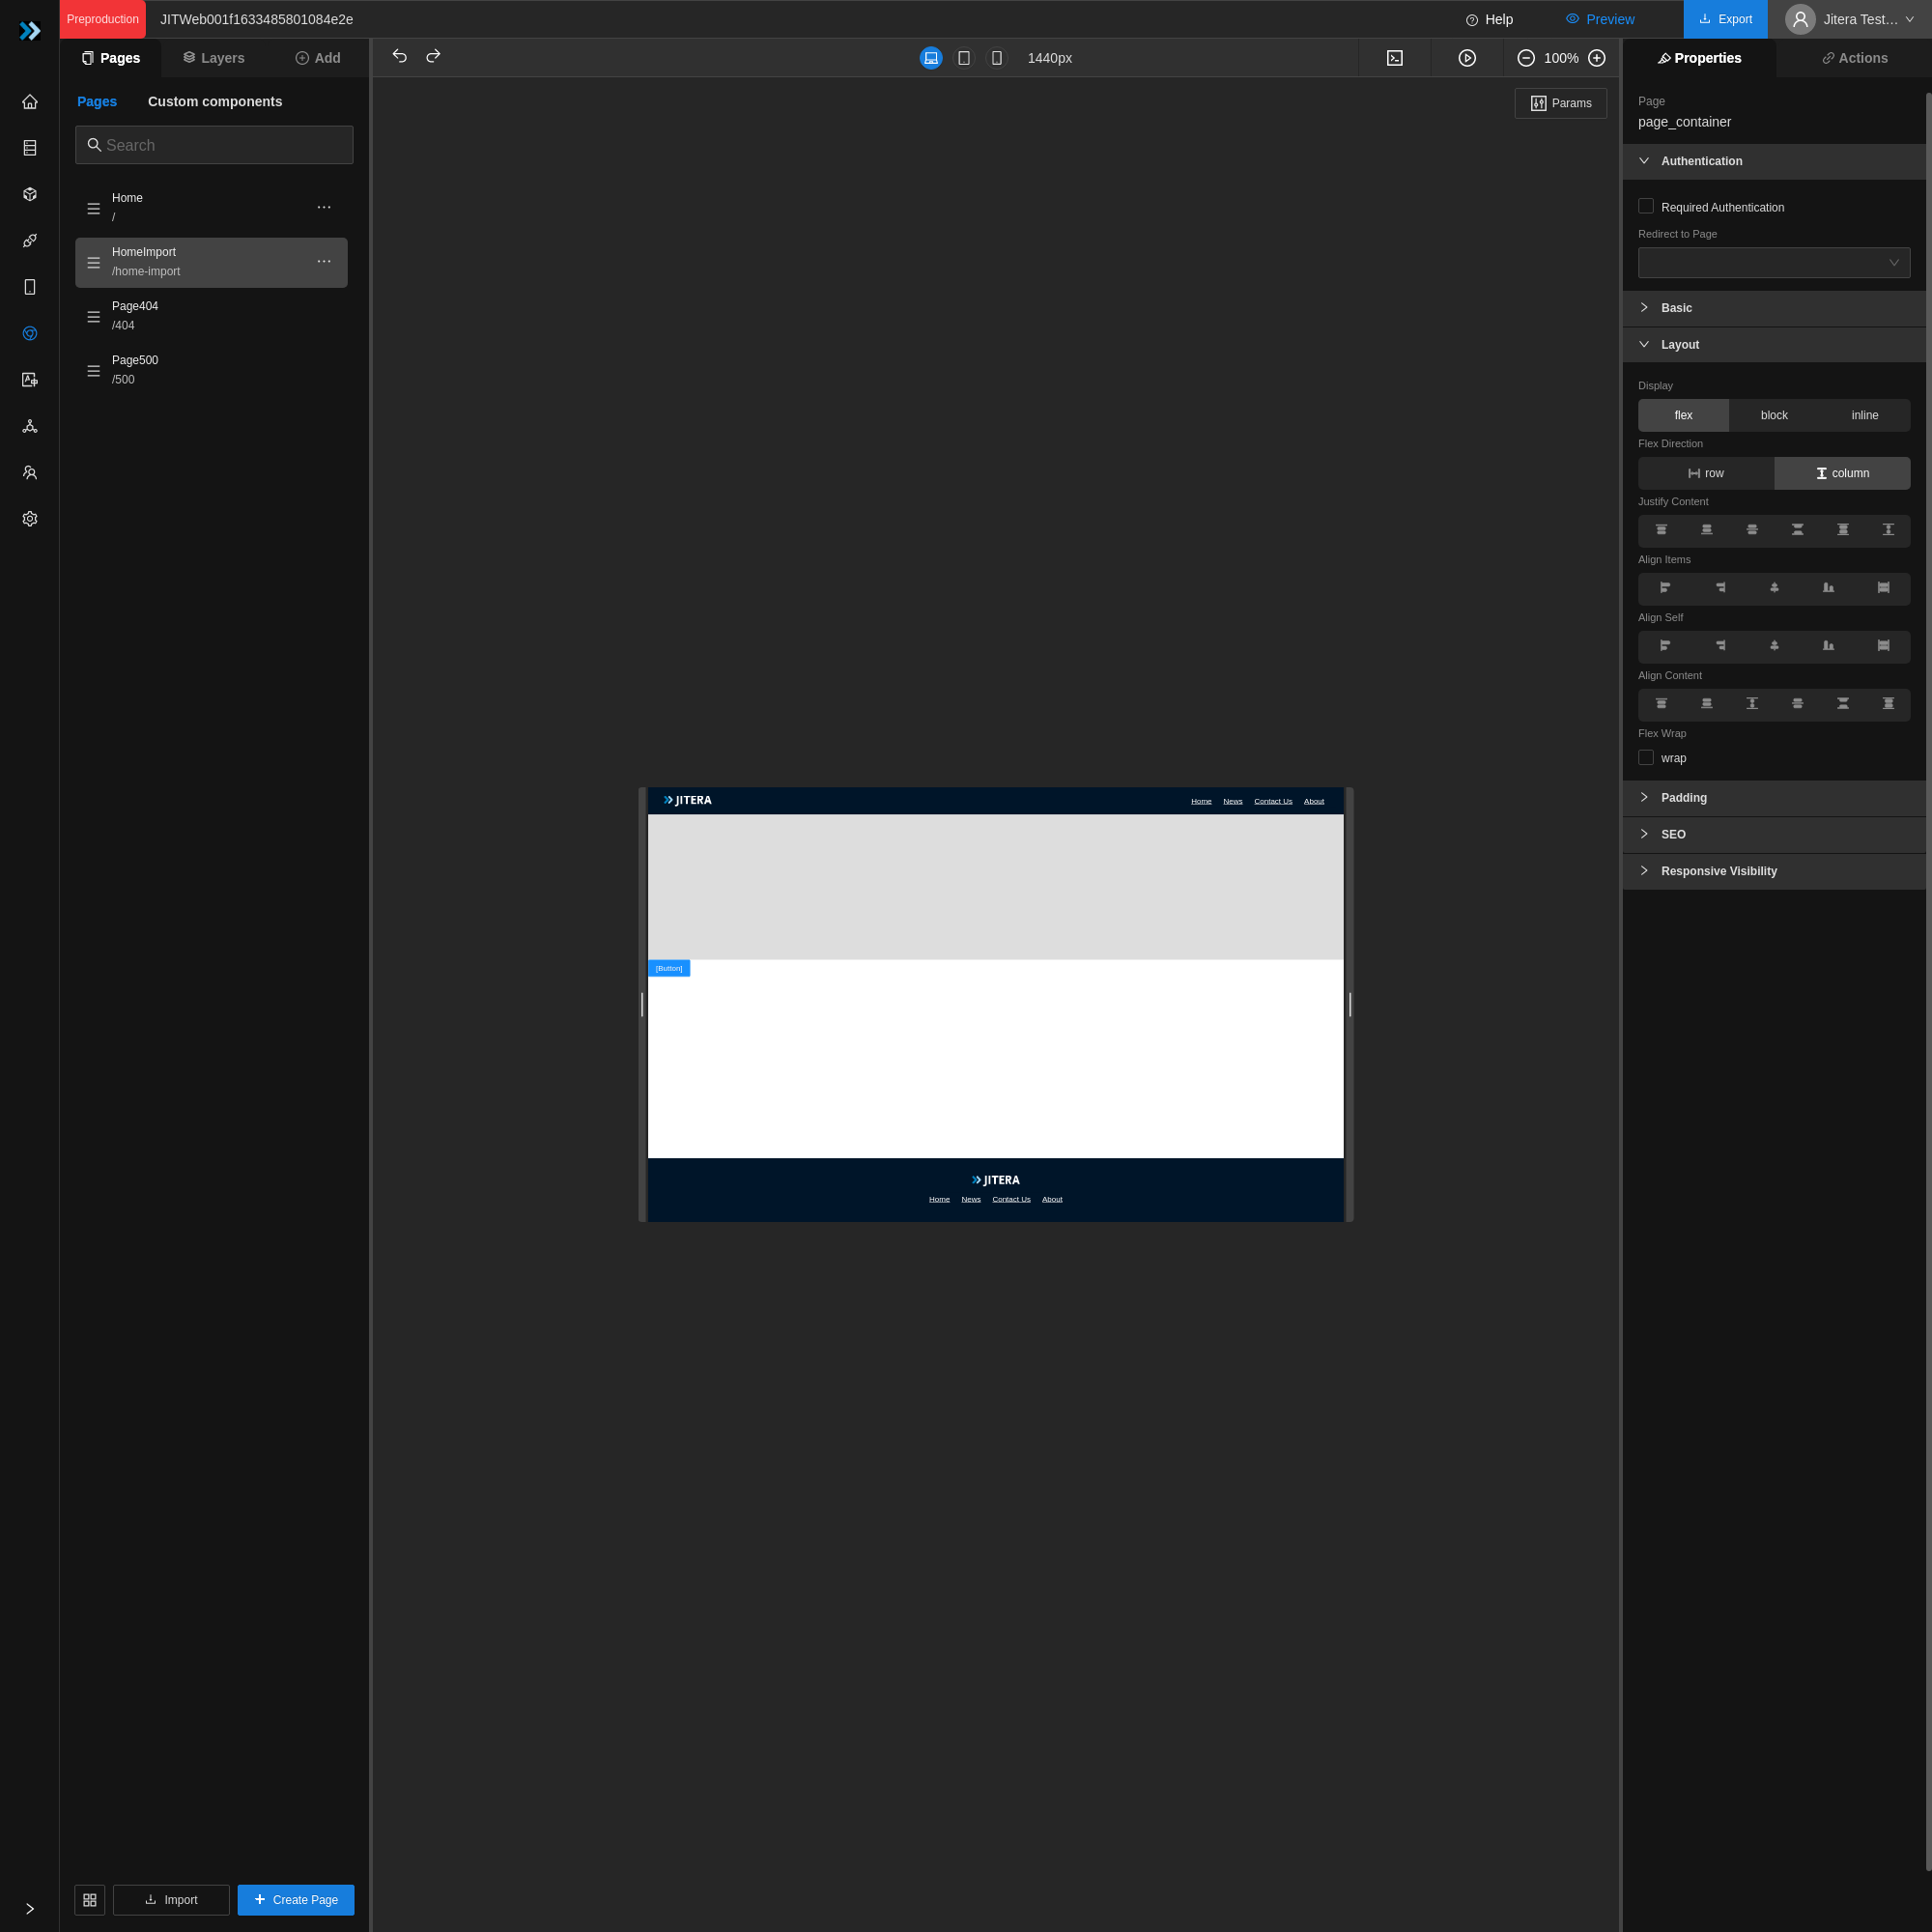 Preproduction
JITWeb001f1633485801084e2e
Help
Preview
Export
Jitera Test...
Pages
Layers
Add
1440px
100%
Properties
Actions
Pages
Custom components
Search
Home
/
HomeImport
/home-import
Page404
/404
Page500
/500
Import
Create Page
Params
JITERA
Home
News
Contact Us
About
[Button]
JITERA
Home
News
Contact Us
About
Page
page_container
Authentication
Required Authentication
Redirect to Page
Basic
Layout
Display
flex
block
inline
Flex Direction
row
column
Justify Content
Align Items
Align Self
Align Content
Flex Wrap
wrap
Padding
SEO
Responsive Visibility